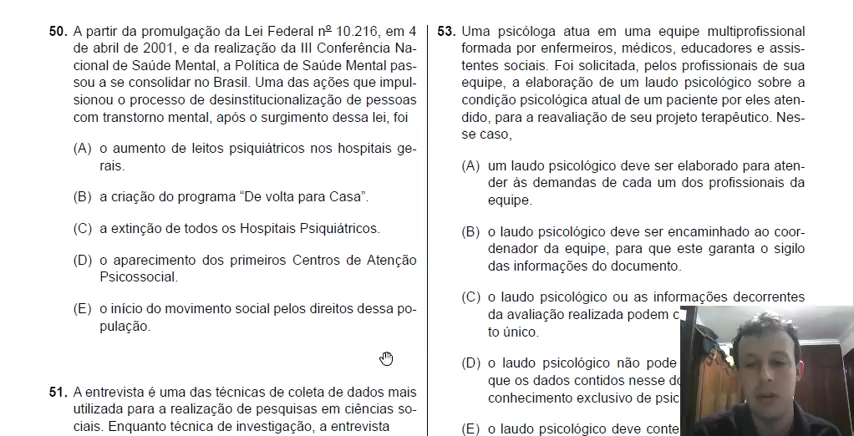 50. A partir da promulgação da Lei Federal nº 10.216, em 4
de abril de 2001, e da realização da III Conferência Na-
cional de Saúde Mental, a Política de Saúde Mental pas-
sou a se consolidar no Brasil. Uma das ações que impul-
sionou o processo de desinstitucionalização de pessoas
com transtorno mental, após o surgimento dessa lei, foi
(A) o aumento de leitos psiquiátricos nos hospitais ge-
rais.
(B) a criação do programa “De volta para Casa”.
(C) a extinção de todos os Hospitais Psiquiátricos.
(D) o aparecimento dos primeiros Centros de Atenção
Psicossocial.
(E) o início do movimento social pelos direitos dessa po-
pulação.
51. A entrevista é uma das técnicas de coleta de dados mais
utilizada para a realização de pesquisas em ciências so-
ciais. Enquanto técnica de investigação, a entrevista
53. Uma psicóloga atua em uma equipe multiprofissional
formada por enfermeiros, médicos, educadores e assis-
tentes sociais. Foi solicitada, pelos profissionais de sua
equipe, a elaboração de um laudo psicológico sobre a
condição psicológica atual de um paciente por eles aten-
dido, para a reavaliação de seu projeto terapêutico. Nes-
se caso,
(A) um laudo psicológico deve ser elaborado para aten-
der às demandas de cada um dos profissionais da
equipe.
(B) o laudo psicológico deve ser encaminhado ao coor-
denador da equipe, para que este garanta o sigilo
das informações do documento.
(C) o laudo psicológico ou as informações decorrentes
da avaliação realizada podem c
to único.
(D) o laudo psicológico não pode
que os dados contidos nesse do
conhecimento exclusivo de psic
(E) o laudo psicológico deve conte